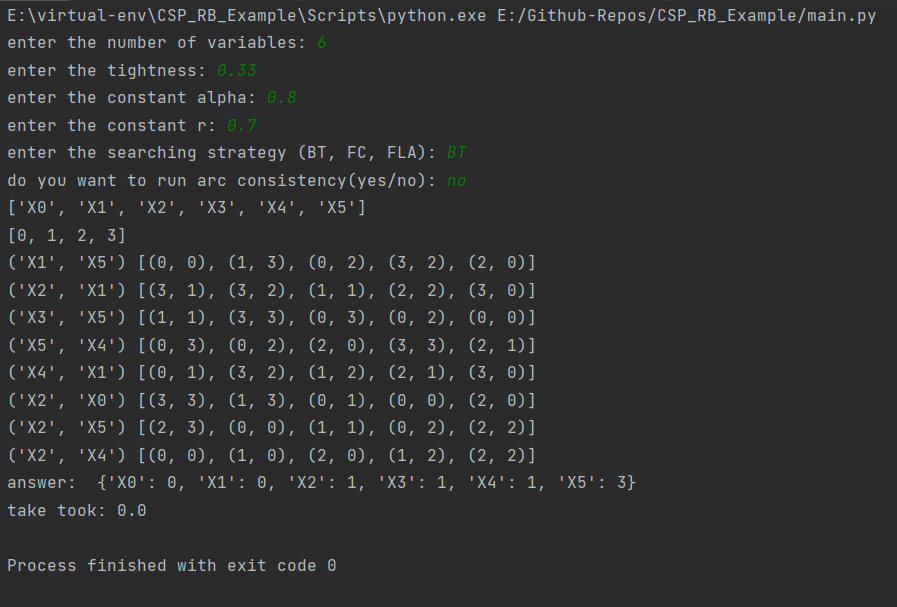 E:\virtual-env\CSP_RB_Example\Scripts\python.exe E:/Github-Repos/CSP_RB_Example/main.py
enter the number of variables: 6
enter the tightness: 0.33
enter the constant alpha: 0.8
enter the constant r: 0.7
enter the searching strategy (BT, FC, FLA): BT
do you want to run arc consistency(yes/no): no
['X0', 'X1', 'X2', 'X3', 'X4', 'X5']
[0, 1, 2, 3]
('X1', 'X5') [(0, 0), (1, 3), (0, 2), (3, 2), (2, 0)]
('X2', 'X1') [(3, 1), (3, 2), (1, 1), (2, 2), (3, 0)]
('X3', 'X5') [(1, 1), (3, 3), (0, 3), (0, 2), (0, 0)]
('X5', 'X4') [(0, 3), (0, 2), (2, 0), (3, 3), (2, 1)]
('X4', 'X1') [(0, 1), (3, 2), (1, 2), (2, 1), (3, 0)]
('X2', 'X0') [(3, 3), (1, 3), (0, 1), (0, 0), (2, 0)]
('X2', 'X5') [(2, 3), (0, 0), (1, 1), (0, 2), (2, 2)]
('X2', 'X4') [(0, 0), (1, 0), (2, 0), (1, 2), (2, 2)]
answer:  {'X0': 0, 'X1': 0, 'X2': 1, 'X3': 1, 'X4': 1, 'X5': 3}
take took: 0.0
Process finished with exit code 0